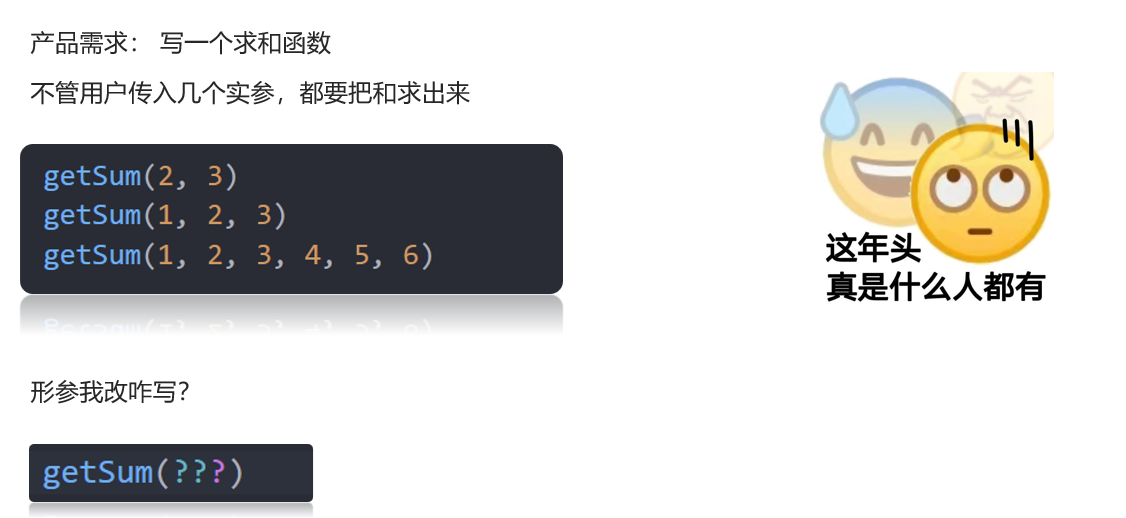 产品需求： 写一个求和函数
不管用户传入几个实参，都要把和求出来
getSum(2, 3)
getSum(1, 2, 3)
getSum(1, 2, 3, 4, 5, 6)
这年头
真是什么人都有
形参我改咋写？
getSum(???)